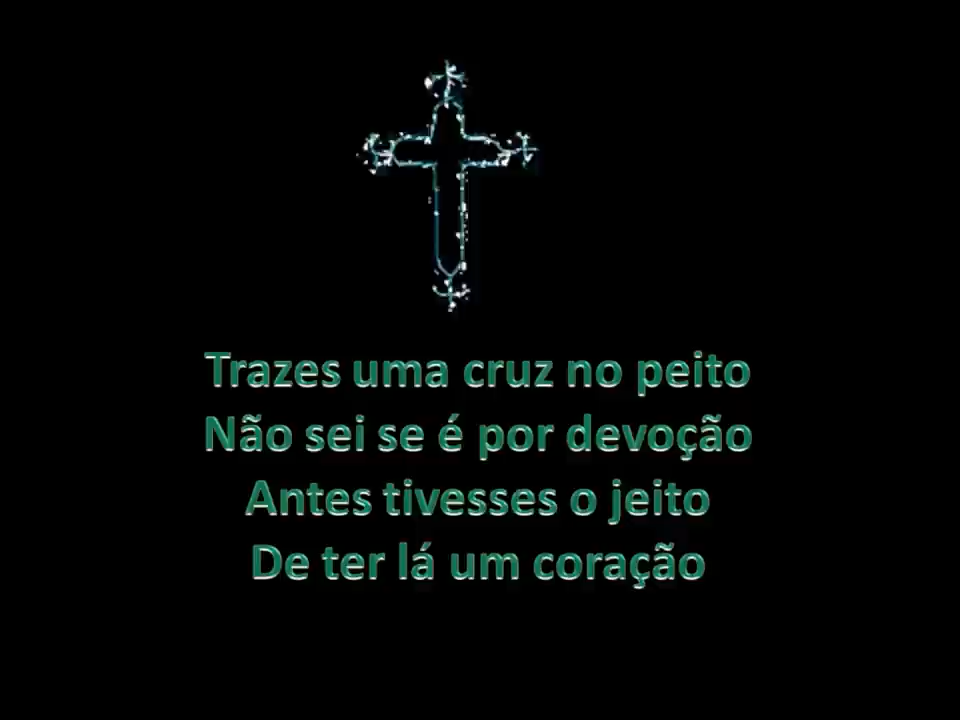 Trazes uma cruz no peito
Não sei se é por devoção
Antes tivesses o jeito
De ter lá um coração